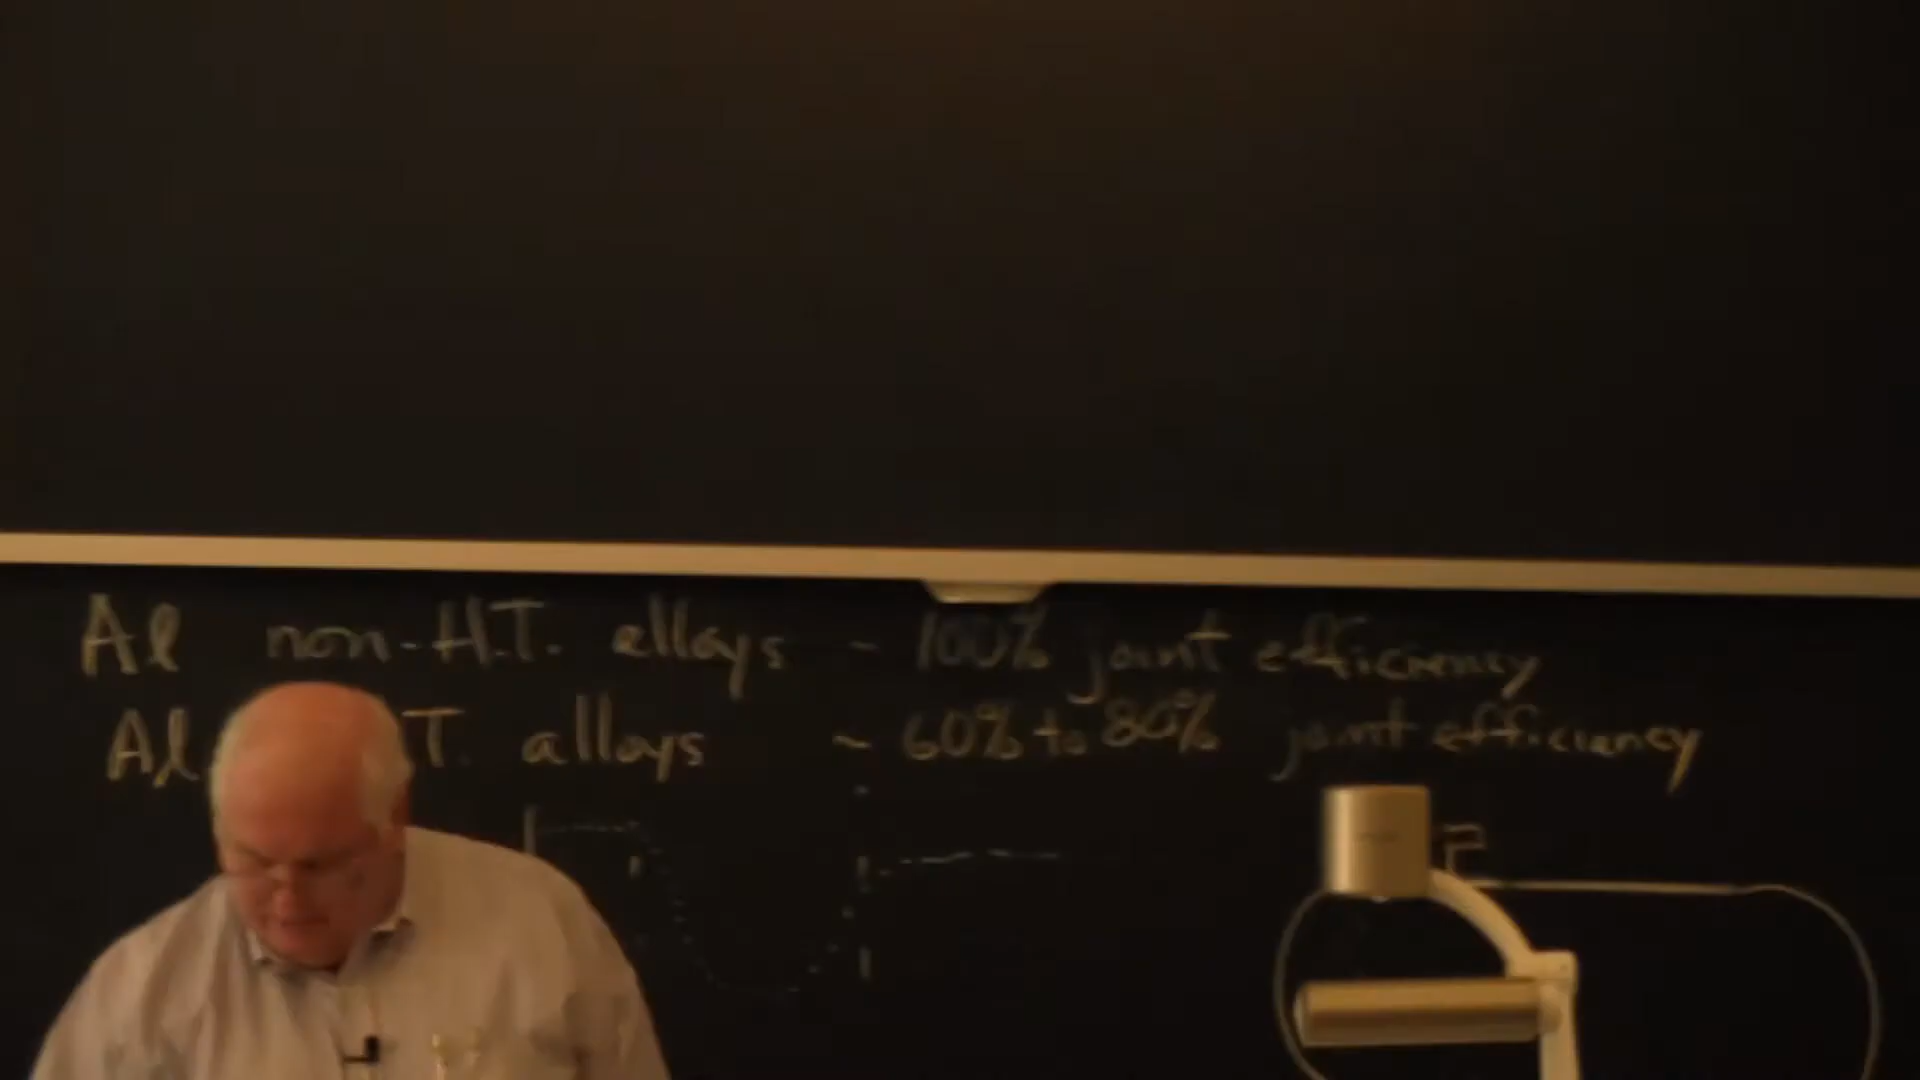 Al non-H.T. alloys ~ 100% joint efficiency
Al T. alloys ~ 60% to 80% joint efficiency